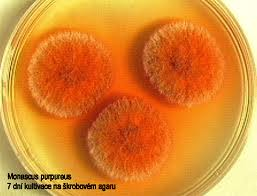 Monascus purpureus
7 dní kultivace na škrobovém agaru